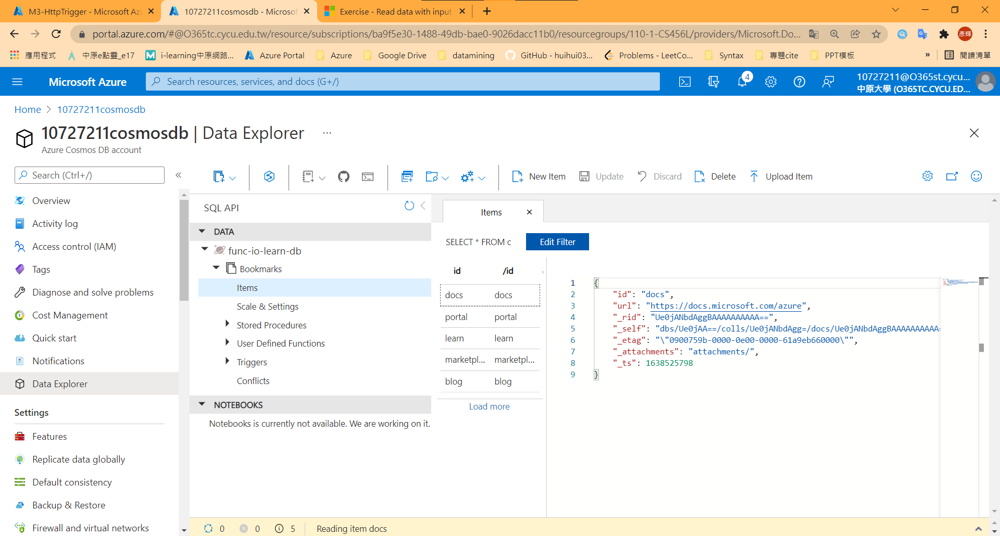 M3-HttpTrigger - Microsoft Az
10727211cosmosdb - Microsof
Exercise - Read data with input
portal.azure.com/#@O365tc.cycu.edu.tw/resource/subscriptions/ba9f5e30-1488-49db-bae0-9026dacc11b0/resourcegroups/110-1-CS456L/providers/Microsoft.Do...
彥輝
應用程式
中原e點靈_e17
i-learning中原網路...
Azure Portal
Azure
Google Drive
datamining
GitHub - huihui03...
Problems - LeetCo...
Syntax
專題cite
PPT模板
»
閱讀清單
Microsoft Azure
Search resources, services, and docs (G+/)
4
10727211@O365st.cycu...
中原大學 (O365TC.CYCU.ED...
Home > 10727211cosmosdb
10727211cosmosdb | Data Explorer ...
Azure Cosmos DB account
Search (Ctrl+/)
«
New Item
Update
Discard
Delete
Upload Item
Overview
Activity log
Access control (IAM)
Tags
Diagnose and solve problems
Cost Management
Quick start
Notifications
Data Explorer
Settings
Features
Replicate data globally
Default consistency
Backup & Restore
Firewall and virtual networks
SQL API
DATA
func-io-learn-db
Bookmarks
Items
Scale & Settings
Stored Procedures
User Defined Functions
Triggers
Conflicts
NOTEBOOKS
Notebooks is currently not available. We are working on it.
Items
SELECT * FROM c
Edit Filter
id /id
docs docs
portal portal
learn learn
marketpl... marketpl...
blog blog
Load more
1 {
2 "id": "docs",
3 "url": "https://docs.microsoft.com/azure",
4 "_rid": "Ue0jANbdAggBAAAAAAAAAA==",
5 "_self": "dbs/Ue0jAA==/colls/Ue0jANbdAgg=/docs/Ue0jANbdAggBAAAAAAAAAA=
6 "_etag": "\"0900759b-0000-0e00-0000-61a9eb660000\"",
7 "_attachments": "attachments/",
8 "_ts": 1638525798
9 }
0 0 5 Reading item docs